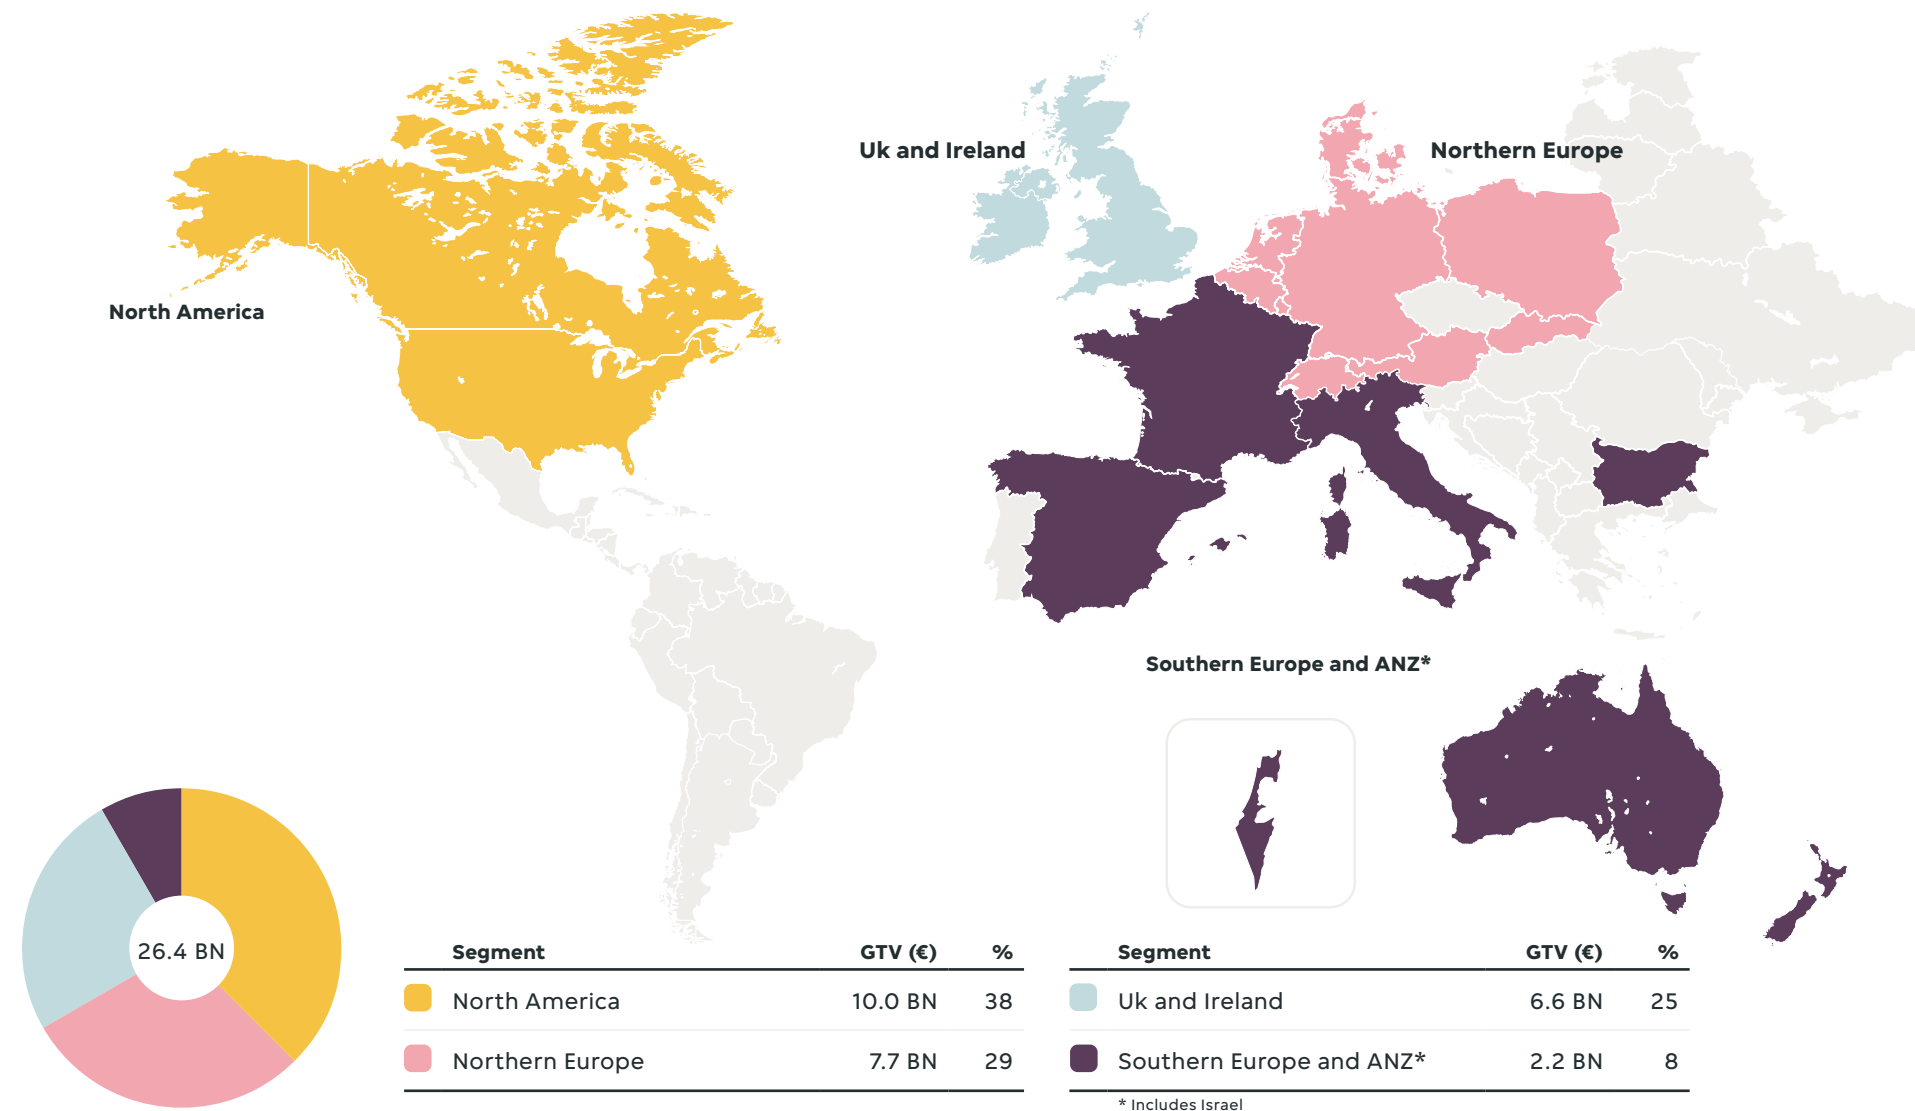 Uk and Ireland
Northern Europe
North America
Southern Europe and ANZ*
26.4 BN
Segment GTV (€) %
North America 10.0 BN 38
Northern Europe 7.7 BN 29
Segment GTV (€) %
Uk and Ireland 6.6 BN 25
Southern Europe and ANZ* 2.2 BN 8
* Includes Israel